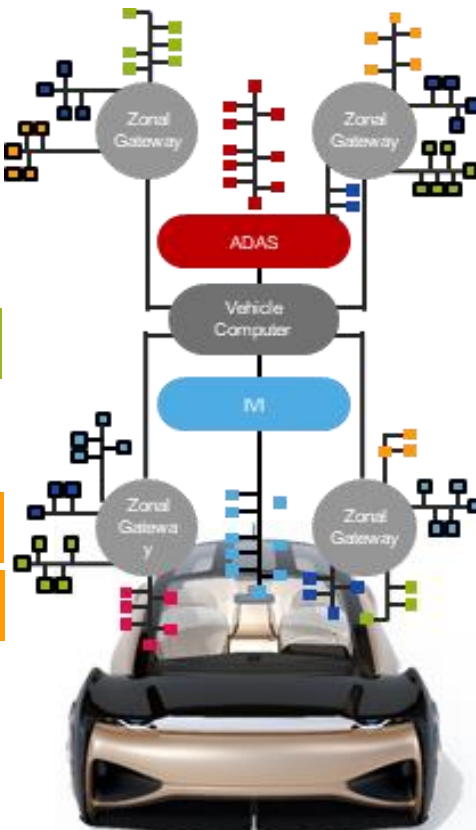 Zonal
Gateway
Zonal
Gateway
ADAS
Vehicle
Computer
IVI
Zonal
Gatewa
y
Zonal
Gateway